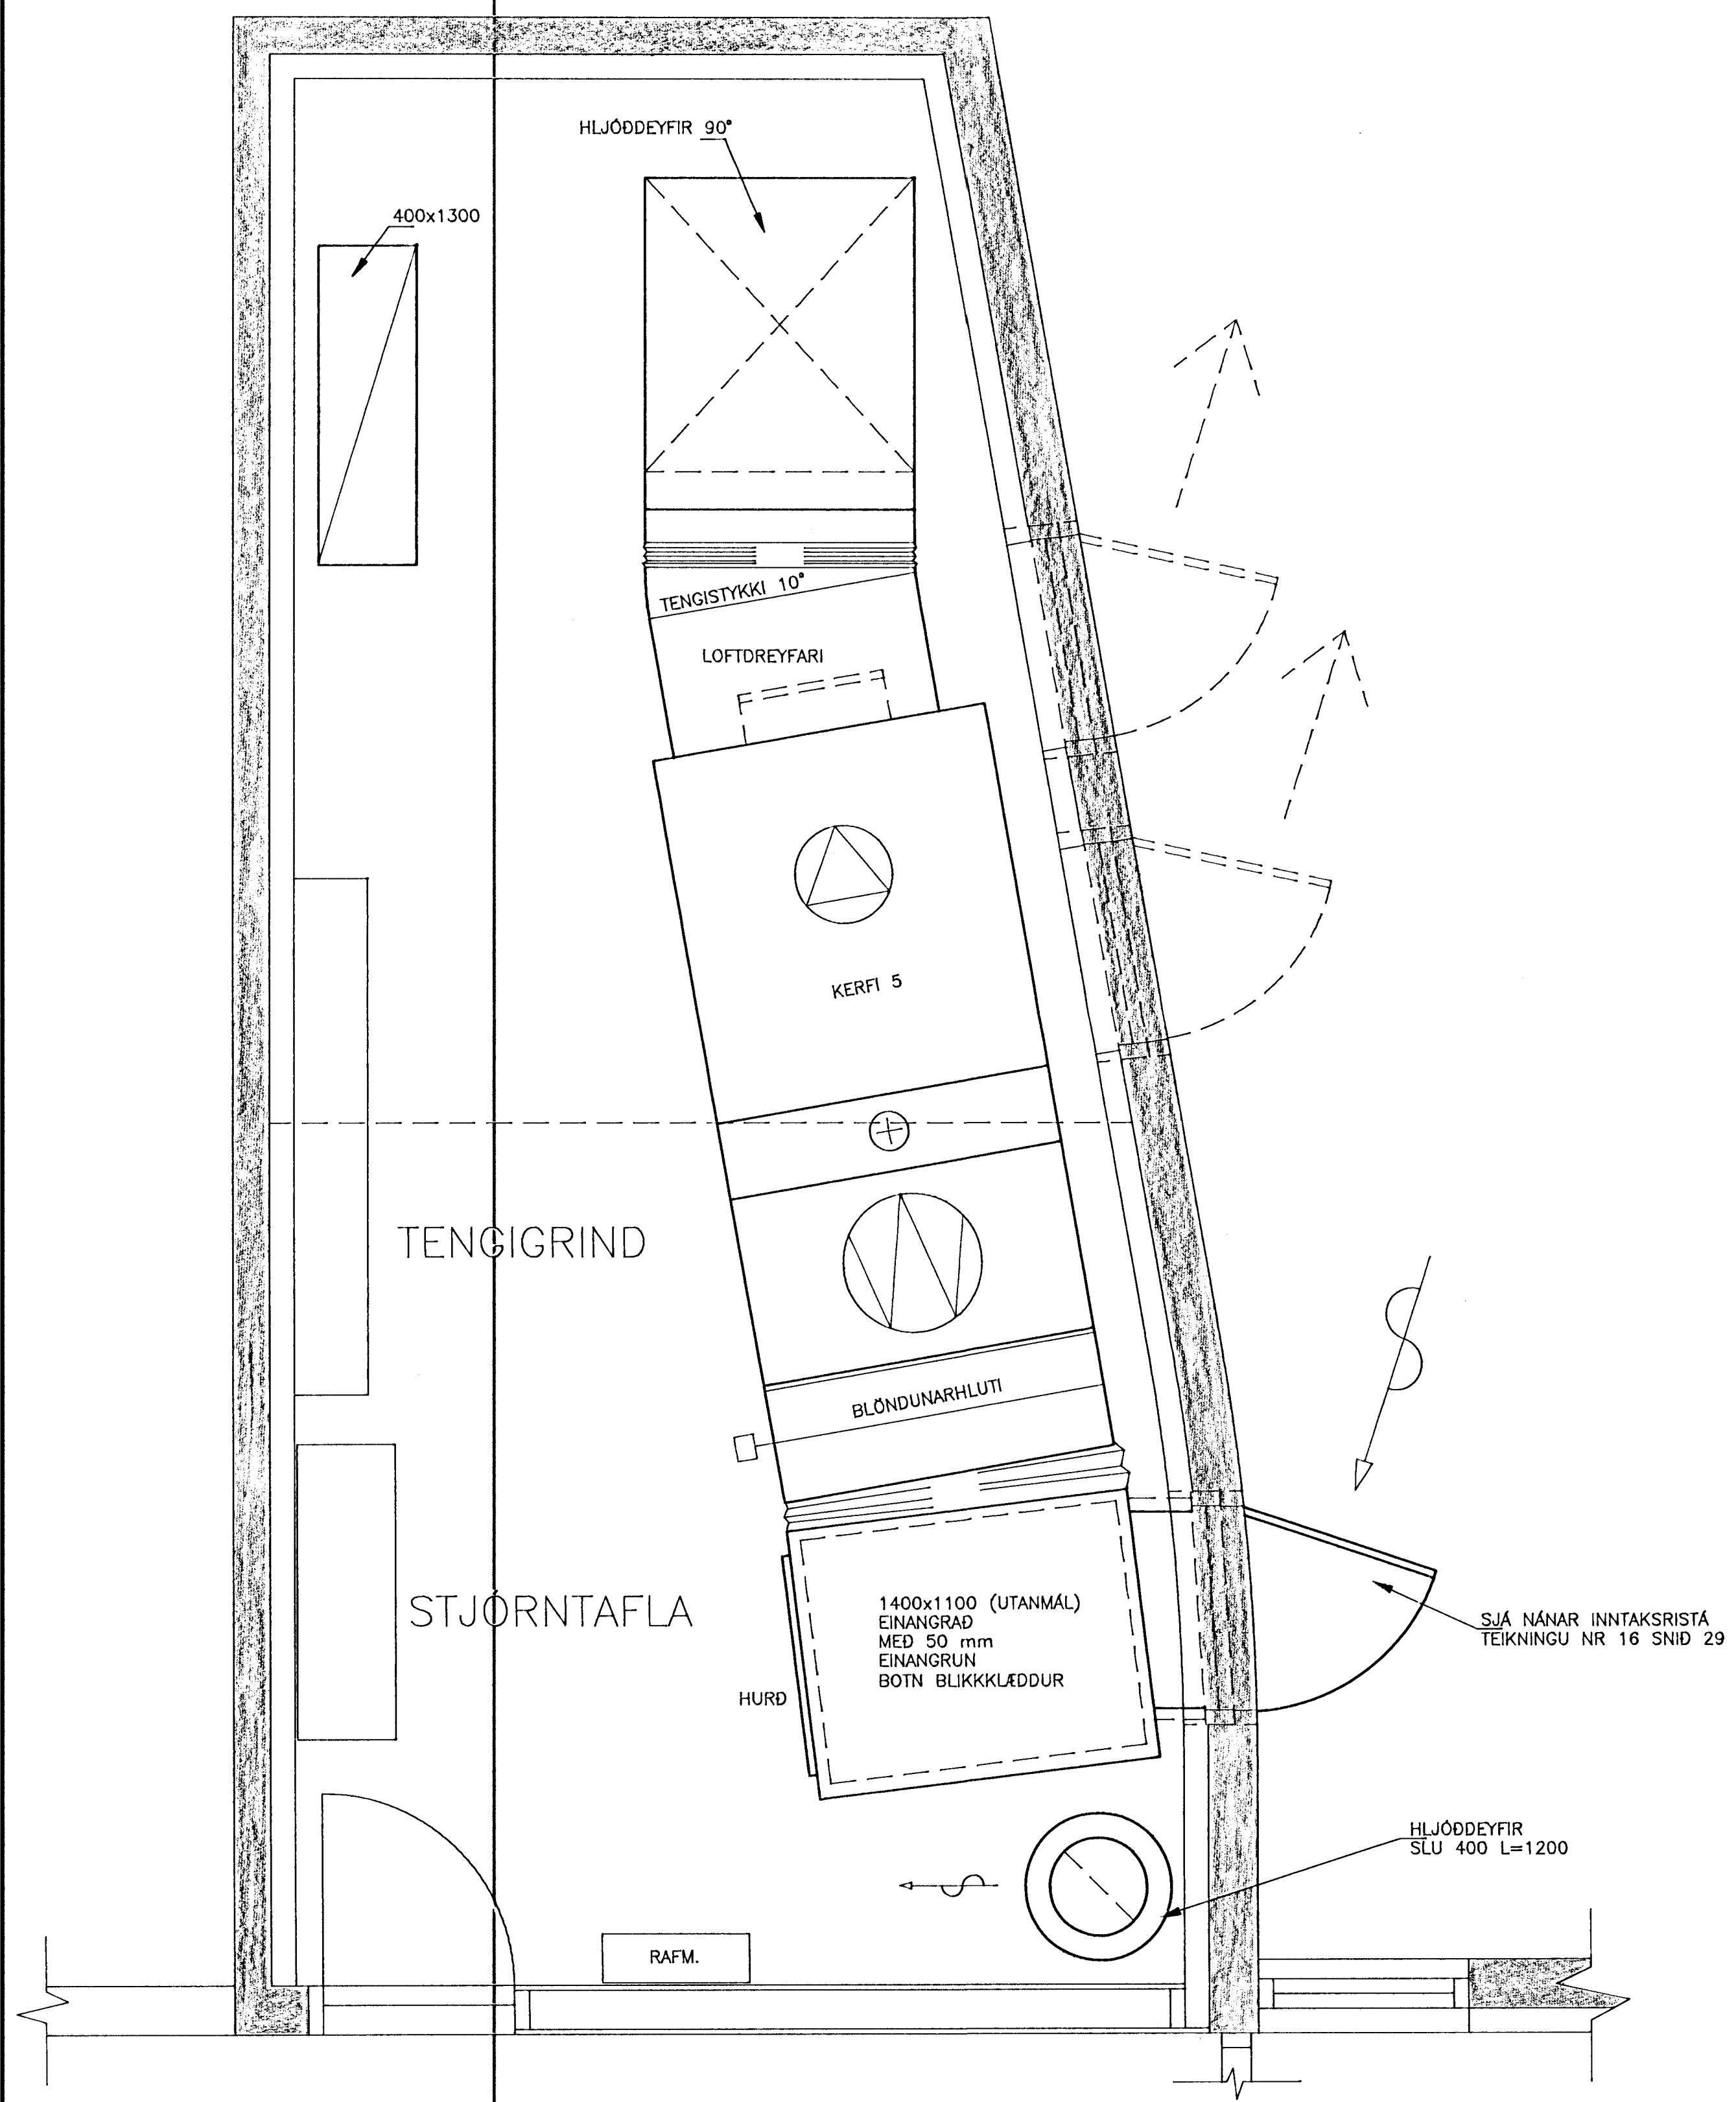 HLJÓÐDEYFIR 90°
400x1300
TENGISTYKKI 10°
LOFTDREYFARI
KERFI 5
TENGIGRIND
BLÖNDUNARHLUTI
STJÓRNTAFLA
1400x1100 (UTANMÁL)
EINANGRAÐ
MEÐ 50 mm
EINANGRUN
BOTN BLIKKKLÆDDUR
SJÁ NÁNAR INNTAKSRISTÁ
TEIKNINGU NR 16 SNIÐ 29
HURÐ
HLJÓÐDEYFIR
SLU 400 L=1200
RAFM.